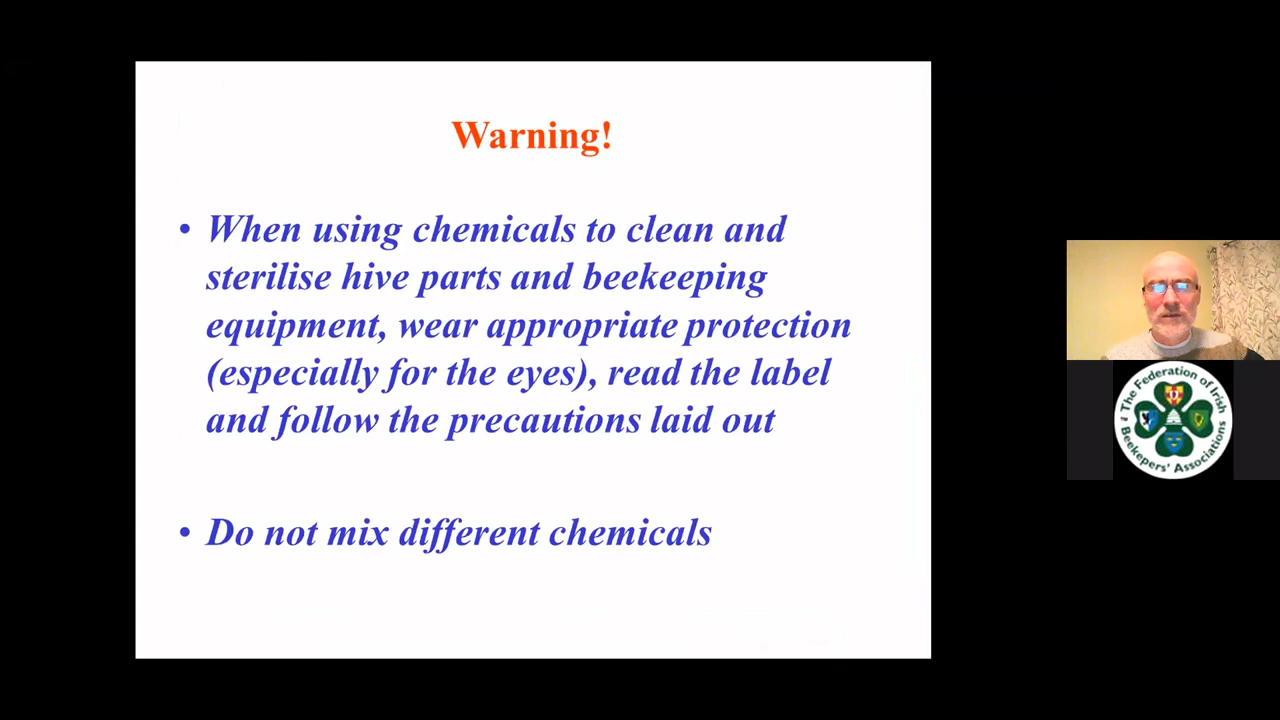 Warning!
• When using chemicals to clean and
sterilise hive parts and beekeeping
equipment, wear appropriate protection
(especially for the eyes), read the label
and follow the precautions laid out
• Do not mix different chemicals
The Federation of Irish
Beekeepers' Associations